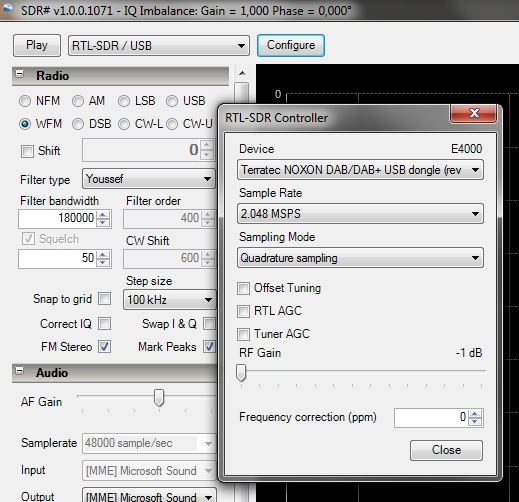 SDR# v1.0.0.1071 - IQ Imbalance: Gain = 1,000 Phase = 0,000°
Play
RTL-SDR / USB
Configure
Radio
NFM AM LSB USB
WFM DSB CW-L CW-U
Shift 0
Filter type Youssef
Filter bandwidth Filter order
180000 400
Squelch CW Shift
50 600
Step size
Snap to grid 100 kHz
Correct IQ Swap I & Q
FM Stereo Mark Peaks
Audio
AF Gain
Samplerate 48000 sample/sec
Input [MME] Microsoft Sound
Output [MME] Microsoft Sound
0
RTL-SDR Controller
Device E4000
Terratec NOXON DAB/DAB+ USB dongle (rev
Sample Rate
2.048 MSPS
Sampling Mode
Quadrature sampling
Offset Tuning
RTL AGC
Tuner AGC
RF Gain -1 dB
Frequency correction (ppm) 0
Close